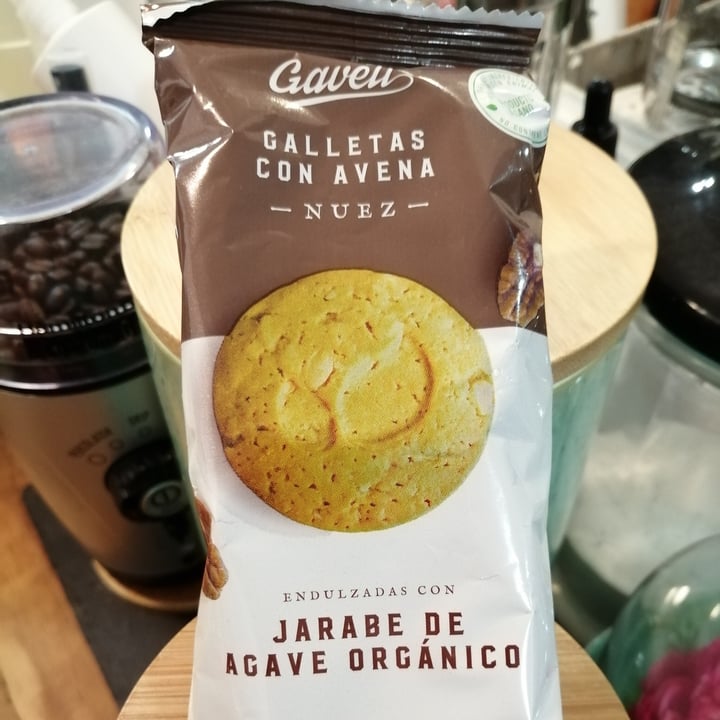 Gaveu
GALLETAS
CON AVENA
— NUEZ —
ENDULZADAS CON
JARABE DE
AGAVE ORGÁNICO